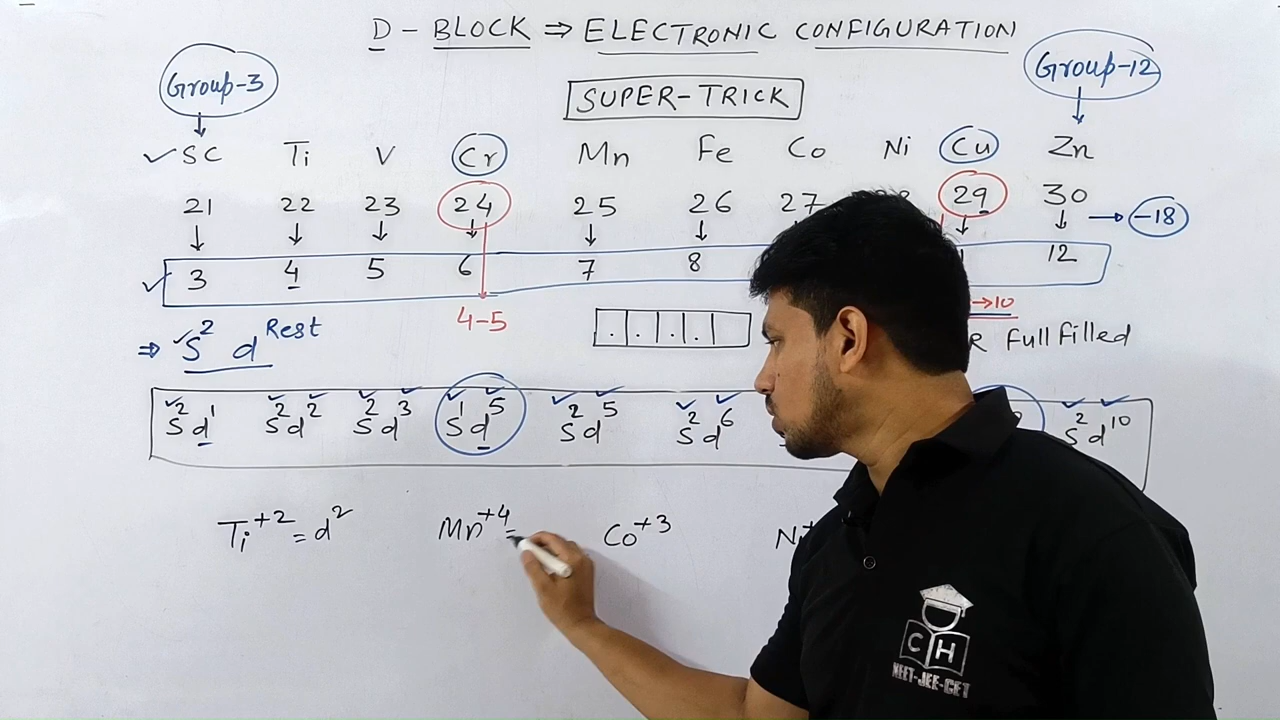 D - BLOCK ⇒ ELECTRONIC CONFIGURATION
Group-3 SUPER-TRICK Group-12
✓ SC Ti V Cr Mn Fe Co Ni Cu Zn
21 22 23 24 25 26 27 29 30 → -18
✓ 3 4 5 6 7 8 12
4-5 →10
⇒ ✓S² d^Rest Full filled
S²d¹ S²d² S²d³ S¹d⁵ S²d⁵ S²d⁶ S²d¹⁰
Ti⁺² = d² Mn⁺⁴ = Co⁺³ Ni⁺
CH
NEET-JEE-CET